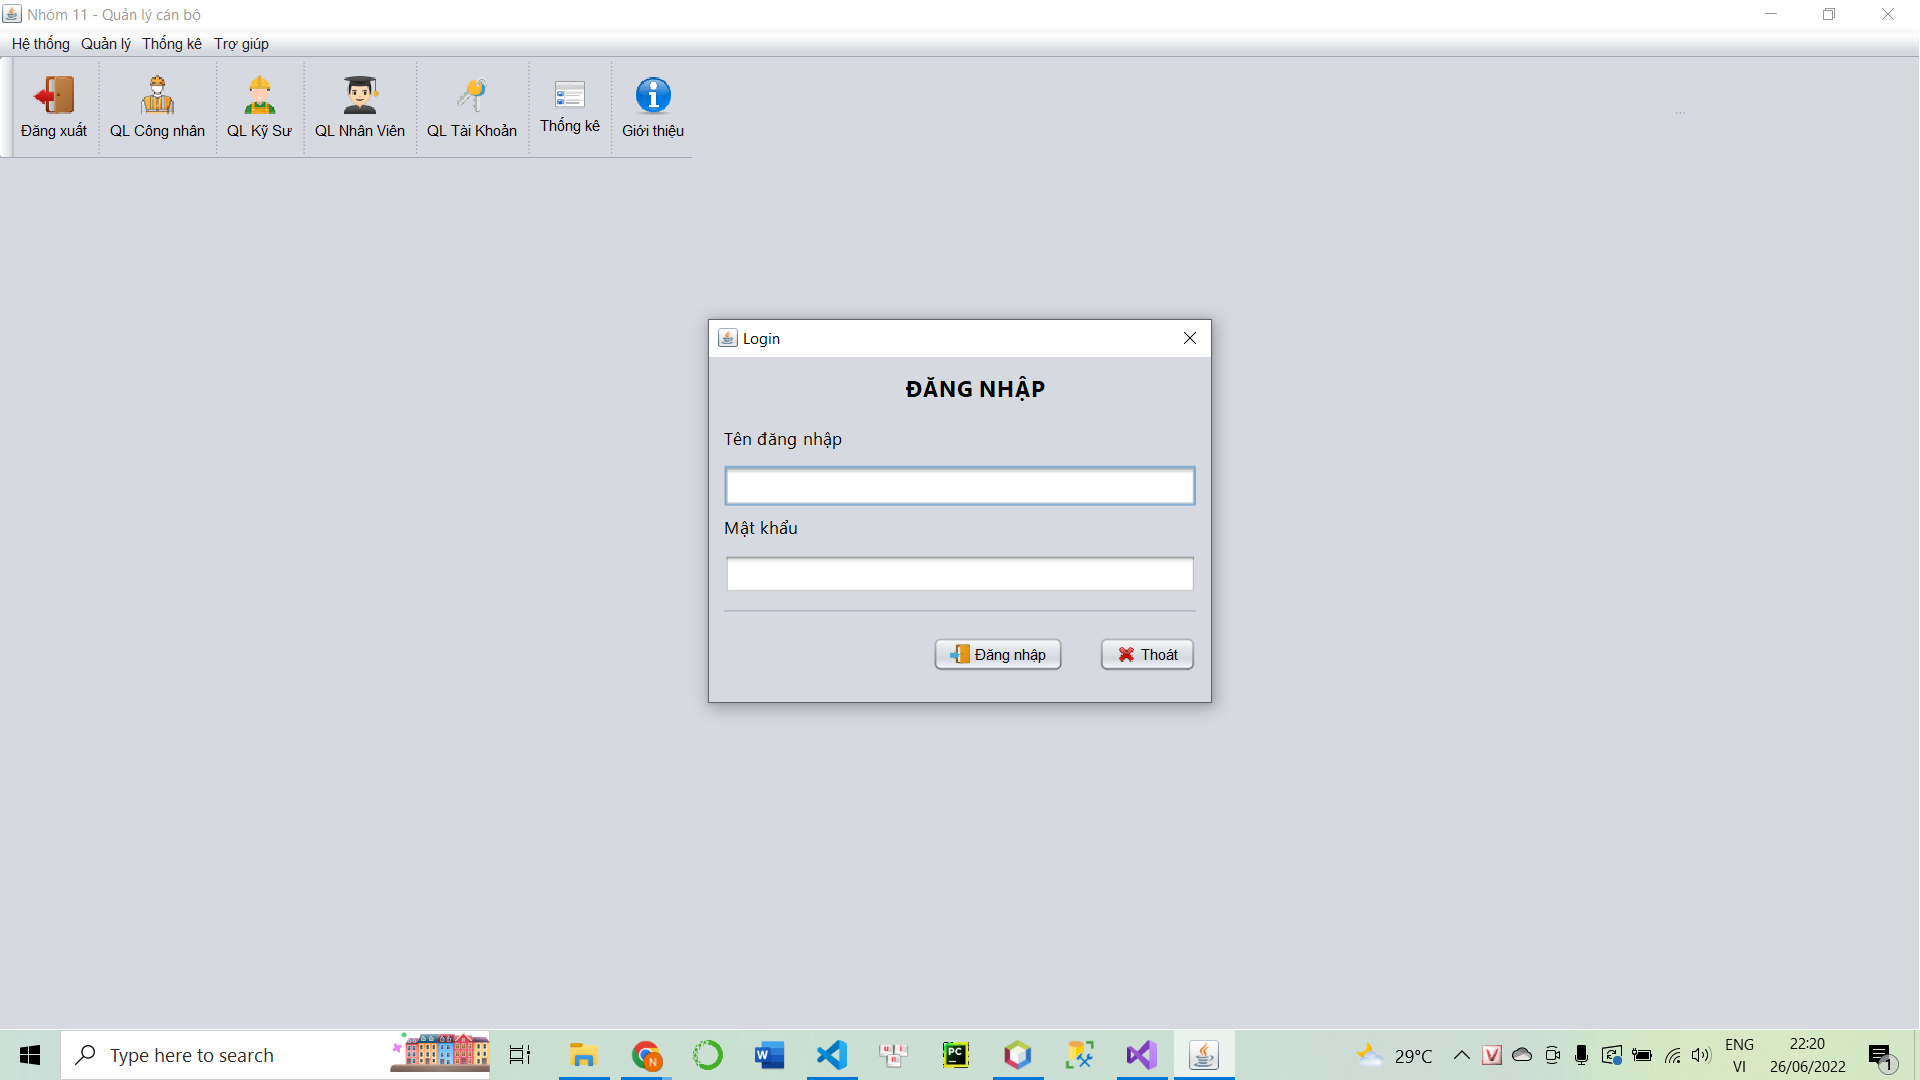 Nhóm 11 - Quản lý cán bộ
Hệ thống Quản lý Thống kê Trợ giúp
Đăng xuất QL Công nhân QL Kỹ Sư QL Nhân Viên QL Tài Khoản Thống kê Giới thiệu
...
Login
ĐĂNG NHẬP
Tên đăng nhập
Mật khẩu
Đăng nhập Thoát
Type here to search
29°C
ENG
VI
22:20
26/06/2022
1